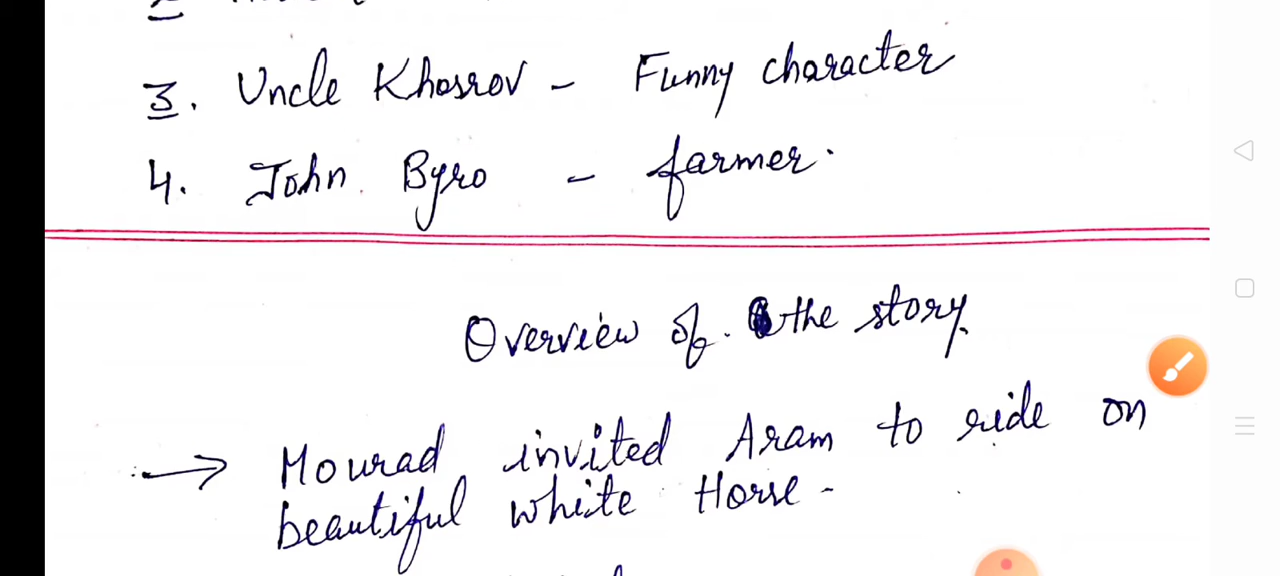 3. Uncle Khosrov - Funny character
4. John Byro - farmer.
Overview of the story.
→ Mourad invited Aram to ride on
beautiful white Horse -